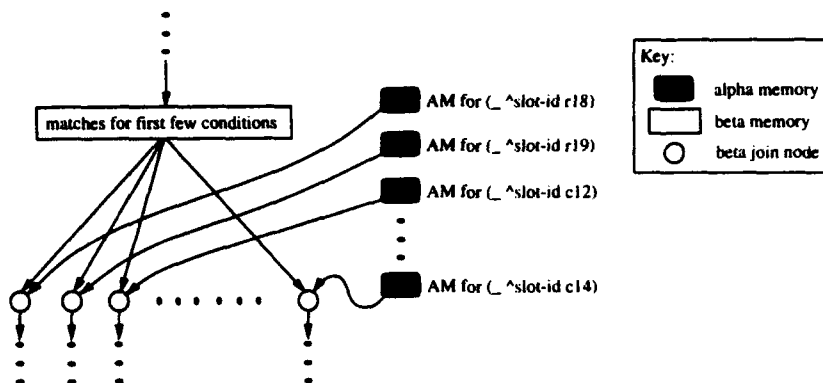 matches for first few conditions
AM for (_ ^slot-id r18)
AM for (_ ^slot-id r19)
AM for (_ ^slot-id c12)
AM for (_ ^slot-id c14)
Key:
alpha memory
beta memory
beta join node